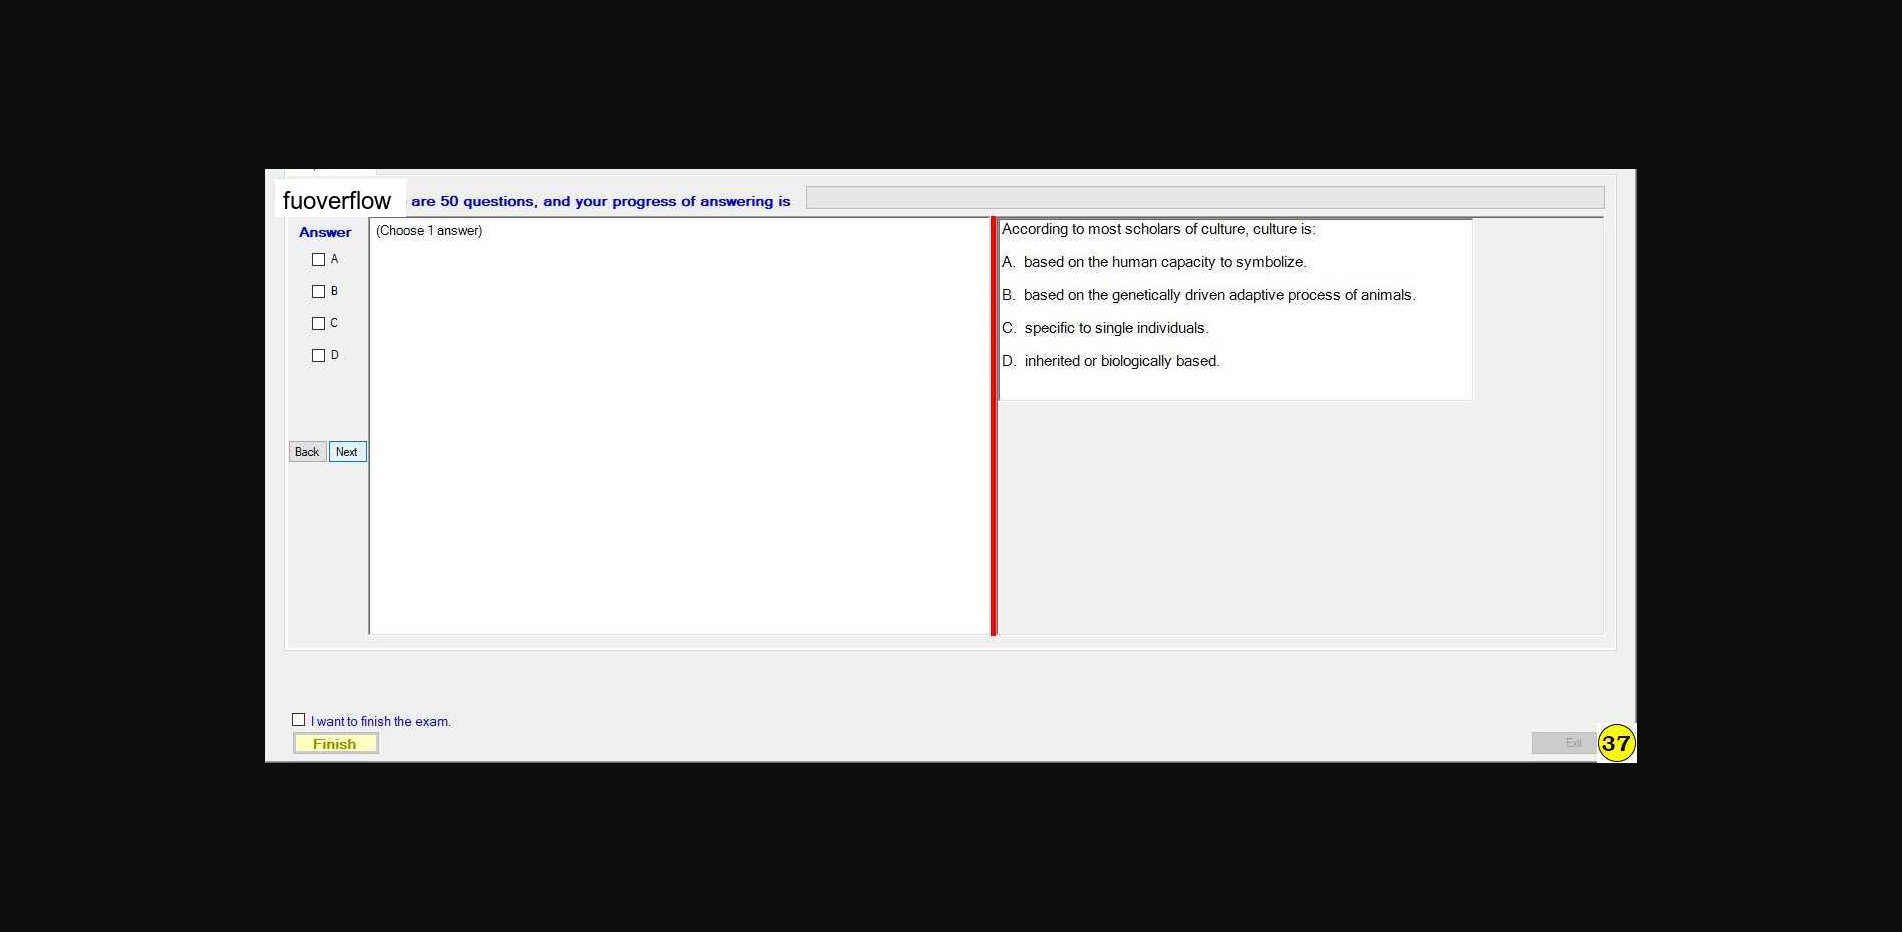 fuoverflow are 50 questions, and your progress of answering is
Answer
A
B
C
D
Back Next
(Choose 1 answer)
According to most scholars of culture, culture is:
A. based on the human capacity to symbolize.
B. based on the genetically driven adaptive process of animals.
C. specific to single individuals.
D. inherited or biologically based.
I want to finish the exam.
Finish
Exit
37